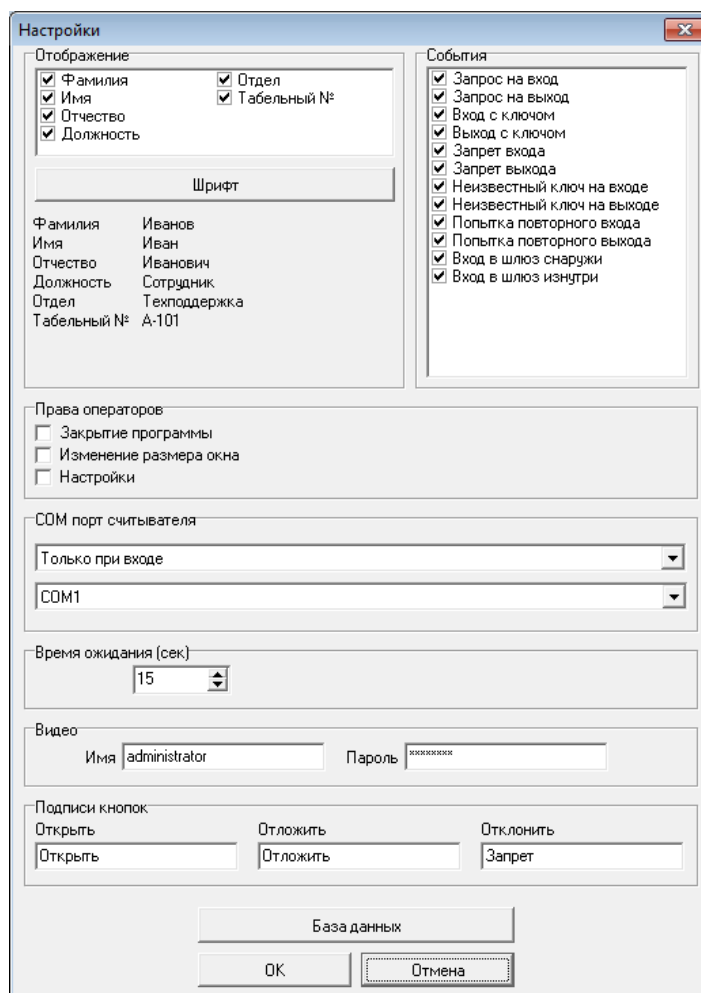 Настройки
Отображение
Фамилия
Имя
Отчество
Должность
Отдел
Табельный №
Шрифт
Фамилия Иванов
Имя Иван
Отчество Иванович
Должность Сотрудник
Отдел Техподдержка
Табельный № А-101
События
Запрос на вход
Запрос на выход
Вход с ключом
Выход с ключом
Запрет входа
Запрет выхода
Неизвестный ключ на входе
Неизвестный ключ на выходе
Попытка повторного входа
Попытка повторного выхода
Вход в шлюз снаружи
Вход в шлюз изнутри
Права операторов
Закрытие программы
Изменение размера окна
Настройки
COM порт считывателя
Только при входе
COM1
Время ожидания (сек)
15
Видео
Имя administrator Пароль ********
Подписи кнопок
Открыть Отложить Отклонить
Открыть Отложить Запрет
База данных
OK Отмена